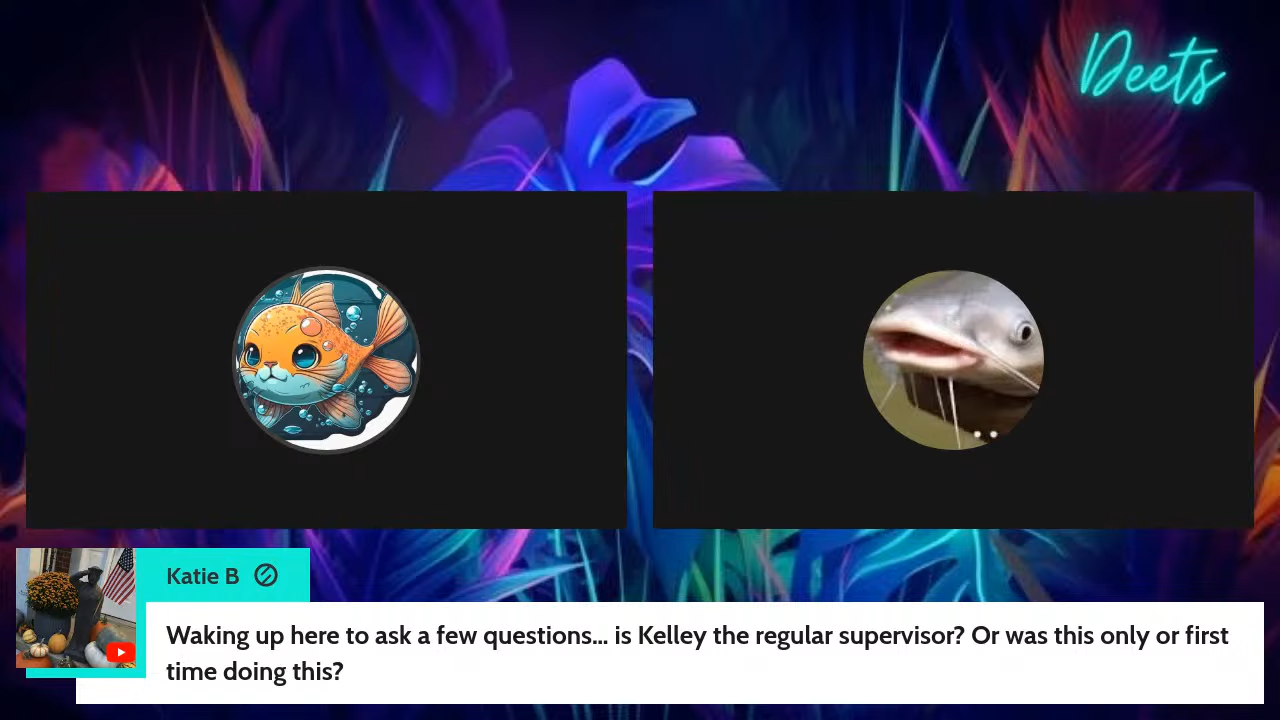 Deets
Katie B
Waking up here to ask a few questions... is Kelley the regular supervisor? Or was this only or first
time doing this?